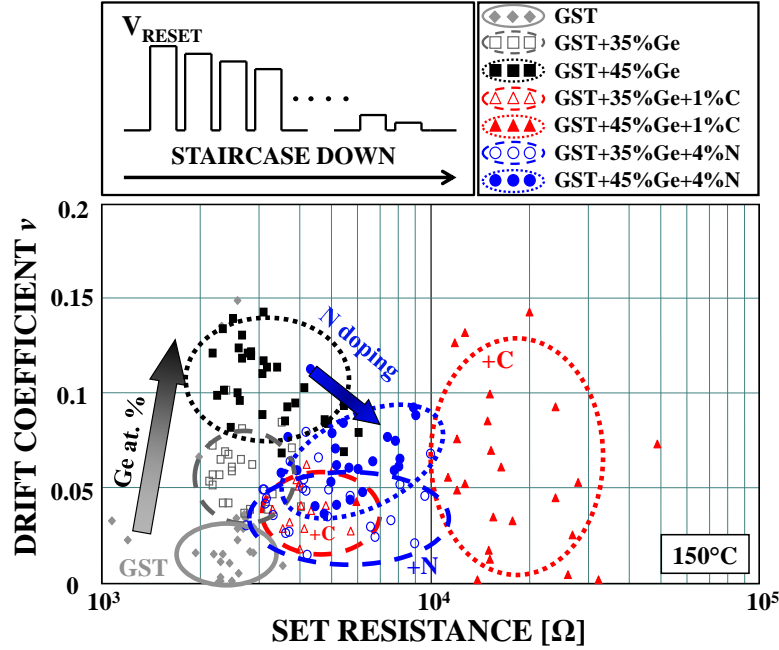 V_RESET
STAIRCASE DOWN
GST
GST+35%Ge
GST+45%Ge
GST+35%Ge+1%C
GST+45%Ge+1%C
GST+35%Ge+4%N
GST+45%Ge+4%N
DRIFT COEFFICIENT ν
0.2
0.15
0.1
0.05
0
Ge at. %
N doping
+C
+C
+N
GST
150°C
10³
10⁴
10⁵
SET RESISTANCE [Ω]